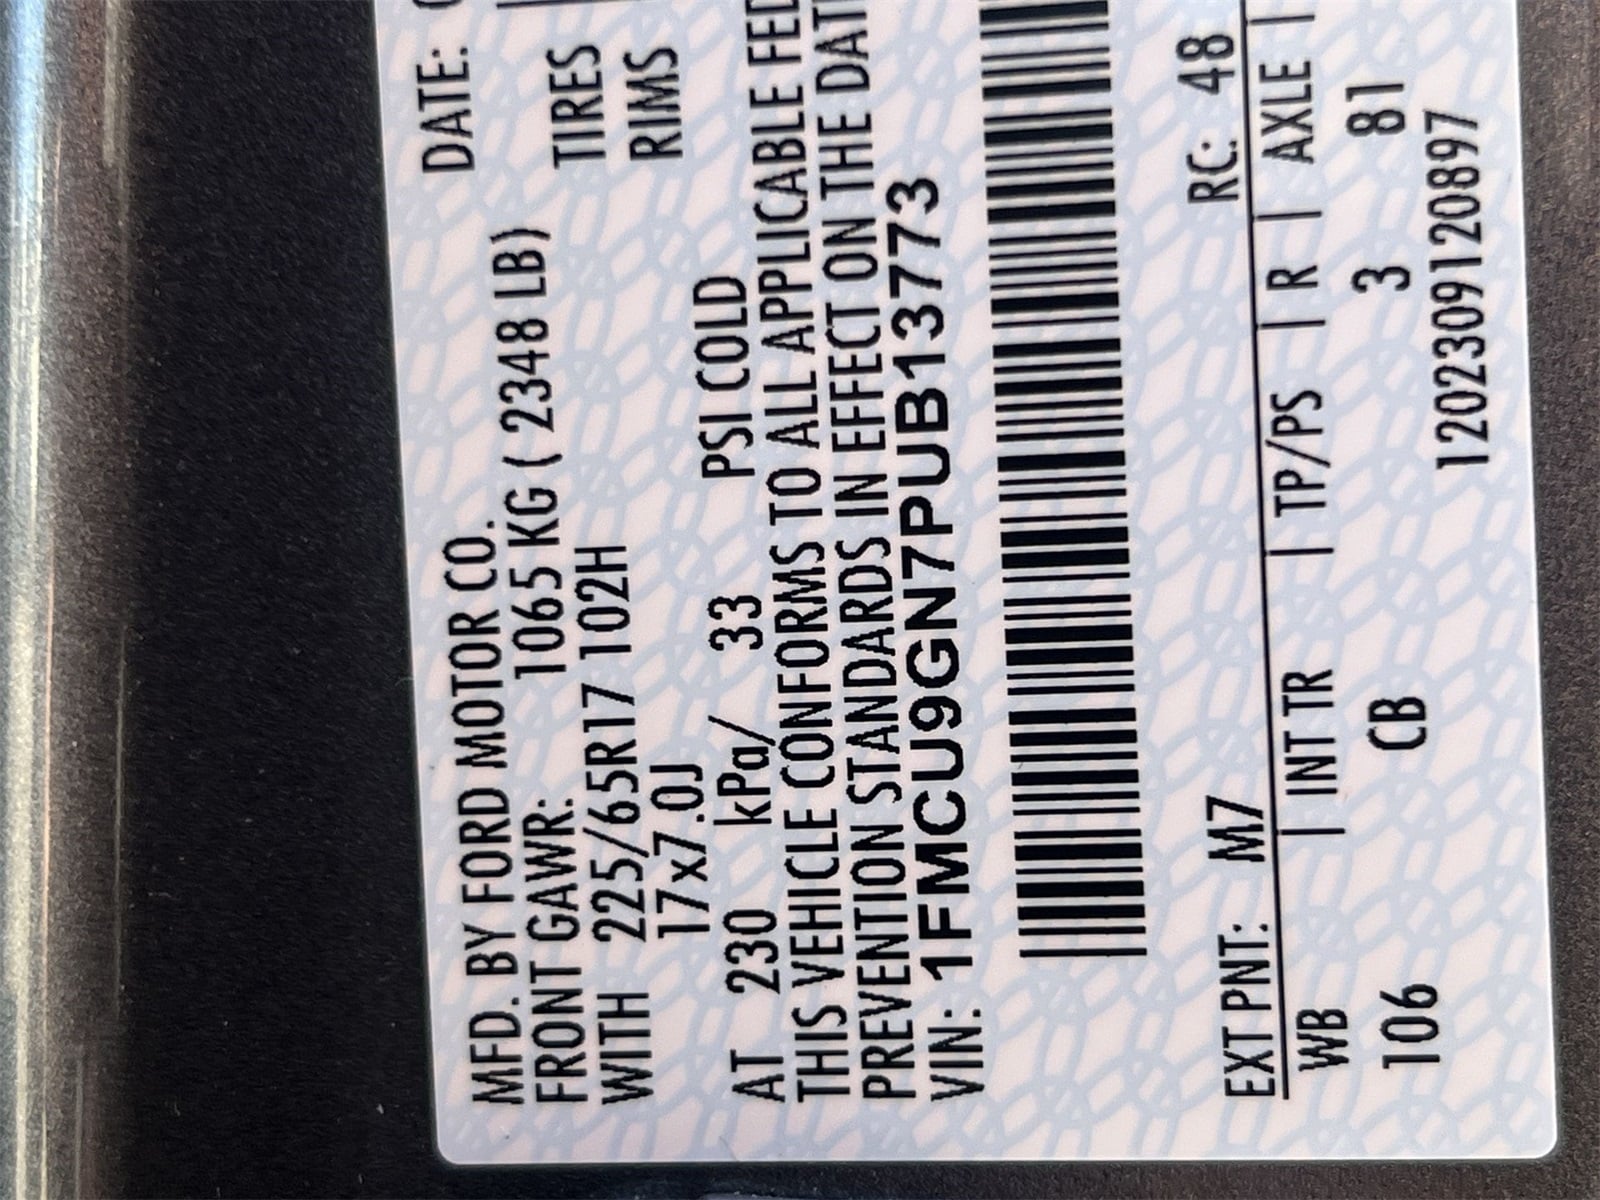 MFD. BY FORD MOTOR CO. DATE:
FRONT GAWR: 1065 KG ( 2348 LB)
WITH 225/65R17 102H TIRES
17x7.0J RIMS
AT 230 kPa/ 33 PSI COLD
THIS VEHICLE CONFORMS TO ALL APPLICABLE FED
PREVENTION STANDARDS IN EFFECT ON THE DAT
VIN: 1FMCU9GN7PUB13773
EXT PNT: M7 RC: 48
WB | INT TR | TP/PS | R | AXLE |
106 CB 3 81
12023091120897